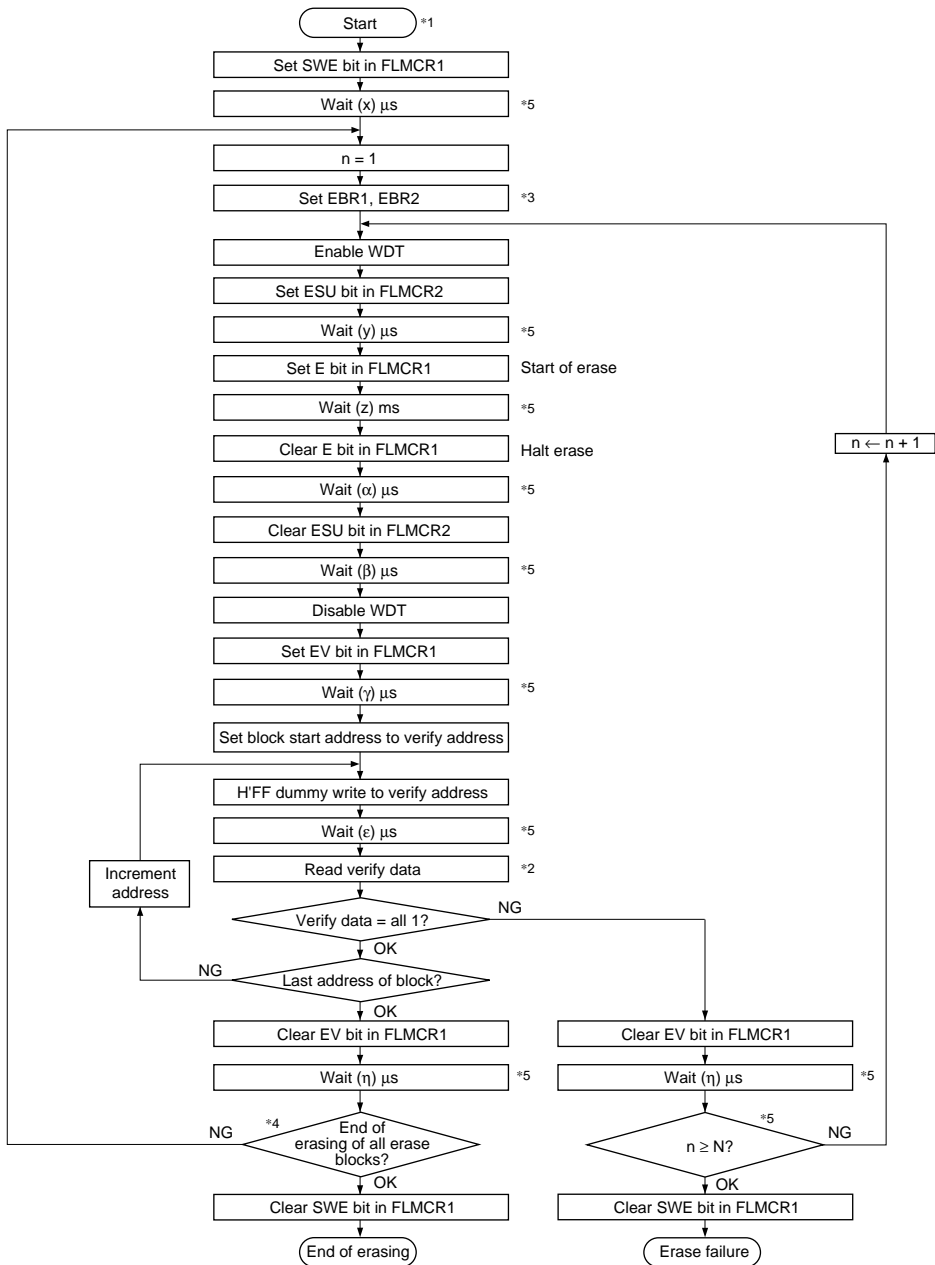 Start *1
Set SWE bit in FLMCR1
Wait (x) μs *5
n = 1
Set EBR1, EBR2 *3
Enable WDT
Set ESU bit in FLMCR2
Wait (y) μs *5
Set E bit in FLMCR1 Start of erase
Wait (z) ms *5
n ← n + 1
Clear E bit in FLMCR1 Halt erase
Wait (α) μs *5
Clear ESU bit in FLMCR2
Wait (β) μs *5
Disable WDT
Set EV bit in FLMCR1
Wait (γ) μs *5
Set block start address to verify address
H'FF dummy write to verify address
Wait (ε) μs *5
Increment
address
Read verify data *2
Verify data = all 1? NG
OK
NG Last address of block?
OK
Clear EV bit in FLMCR1 Clear EV bit in FLMCR1
Wait (η) μs *5 Wait (η) μs *5
NG *4 End of
erasing of all erase
blocks?
*5
n ≥ N? NG
OK OK
Clear SWE bit in FLMCR1 Clear SWE bit in FLMCR1
End of erasing Erase failure